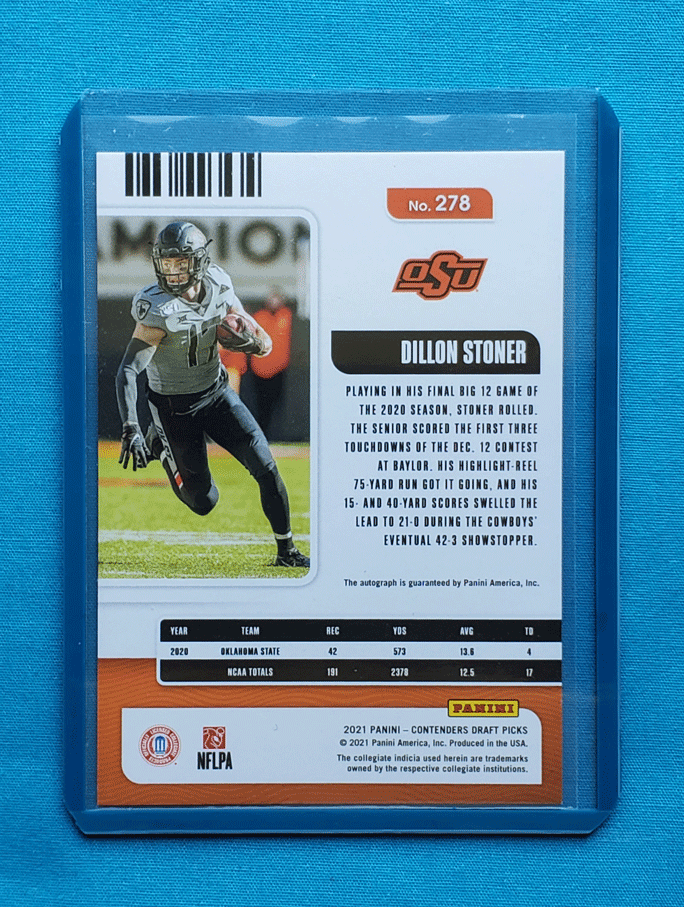 No. 278
OSU
AMPION
17
DILLON STONER
PLAYING IN HIS FINAL BIG 12 GAME OF
THE 2020 SEASON, STONER ROLLED.
THE SENIOR SCORED THE FIRST THREE
TOUCHDOWNS OF THE DEC. 12 CONTEST
AT BAYLOR. HIS HIGHLIGHT-REEL
75-YARD RUN GOT IT GOING, AND HIS
15- AND 40-YARD SCORES SWELLED THE
LEAD TO 21-0 DURING THE COWBOYS'
EVENTUAL 42-3 SHOWSTOPPER.
The autograph is guaranteed by Panini America, Inc.
YEAR TEAM REC YDS AVG TD
2020 OKLAHOMA STATE 42 573 13.6 4
NCAA TOTALS 191 2378 12.5 17
PANINI
2021 PANINI – CONTENDERS DRAFT PICKS
© 2021 Panini America, Inc. Produced in the USA.
The collegiate indicia used herein are trademarks
owned by the respective collegiate institutions.
NFLPA